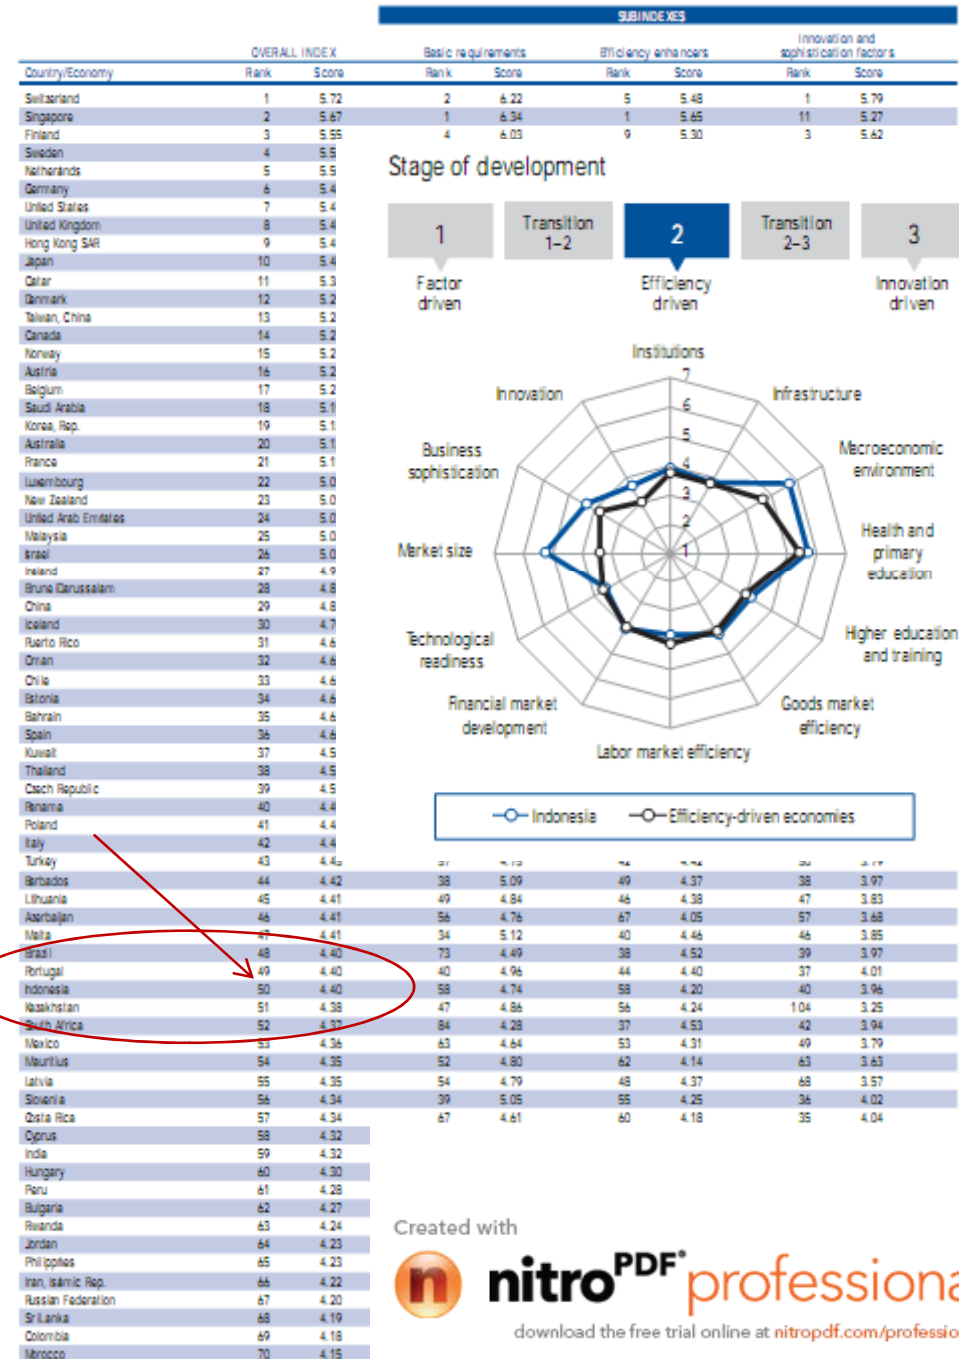 SUBINDEXES
OVERALL INDEX Basic requirements Efficiency enhancers Innovation and sophistication factors
Country/Economy Rank Score Rank Score Rank Score Rank Score
Switzerland 1 5.72 2 6.22 5 5.48 1 5.79
Singapore 2 5.67 1 6.34 1 5.65 11 5.27
Finland 3 5.55 4 6.03 9 5.30 3 5.62
Sweden 4 5.5
Netherlands 5 5.5
Germany 6 5.4
United States 7 5.4
United Kingdom 8 5.4
Hong Kong SAR 9 5.4
Japan 10 5.4
Qatar 11 5.3
Denmark 12 5.2
Taiwan, China 13 5.2
Canada 14 5.2
Norway 15 5.2
Austria 16 5.2
Belgium 17 5.2
Saudi Arabia 18 5.1
Korea, Rep. 19 5.1
Australia 20 5.1
France 21 5.1
Luxembourg 22 5.0
New Zealand 23 5.0
United Arab Emirates 24 5.0
Malaysia 25 5.0
Israel 26 5.0
Ireland 27 4.9
Brunei Darussalam 28 4.8
China 29 4.8
Iceland 30 4.7
Puerto Rico 31 4.6
Oman 32 4.6
Chile 33 4.6
Estonia 34 4.6
Bahrain 35 4.6
Spain 36 4.6
Kuwait 37 4.5
Thailand 38 4.5
Czech Republic 39 4.5
Panama 40 4.4
Poland 41 4.4
Italy 42 4.4
Turkey 43 4.45
Barbados 44 4.42 38 5.09 49 4.37 38 3.97
Lithuania 45 4.41 49 4.84 46 4.38 47 3.83
Azerbaijan 46 4.41 56 4.76 67 4.05 57 3.68
Malta 47 4.41 34 5.12 40 4.46 46 3.85
Brazil 48 4.40 73 4.49 38 4.52 39 3.97
Portugal 49 4.40 40 4.96 44 4.40 37 4.01
Indonesia 50 4.40 58 4.74 58 4.20 40 3.96
Kazakhstan 51 4.38 47 4.86 56 4.24 104 3.25
South Africa 52 4.37 84 4.28 37 4.53 42 3.94
Mexico 53 4.36 63 4.64 53 4.31 49 3.79
Mauritius 54 4.35 52 4.80 62 4.14 63 3.63
Latvia 55 4.35 54 4.79 48 4.37 68 3.57
Slovenia 56 4.34 39 5.05 55 4.25 36 4.02
Costa Rica 57 4.34 67 4.61 60 4.18 35 4.04
Cyprus 58 4.32
India 59 4.32
Hungary 60 4.30
Peru 61 4.28
Bulgaria 62 4.27
Rwanda 63 4.24
Jordan 64 4.23
Philippines 65 4.23
Iran, Islamic Rep. 66 4.22
Russian Federation 67 4.20
Sri Lanka 68 4.19
Colombia 69 4.18
Morocco 70 4.15
Stage of development
1 Transition 1–2 2 Transition 2–3 3
Factor driven Efficiency driven Innovation driven
Institutions
Infrastructure
Macroeconomic environment
Health and primary education
Higher education and training
Goods market efficiency
Labor market efficiency
Financial market development
Technological readiness
Market size
Business sophistication
Innovation
7
6
5
4
3
2
1
Indonesia Efficiency-driven economies
Created with
n nitro PDF professiona
download the free trial online at nitropdf.com/professio